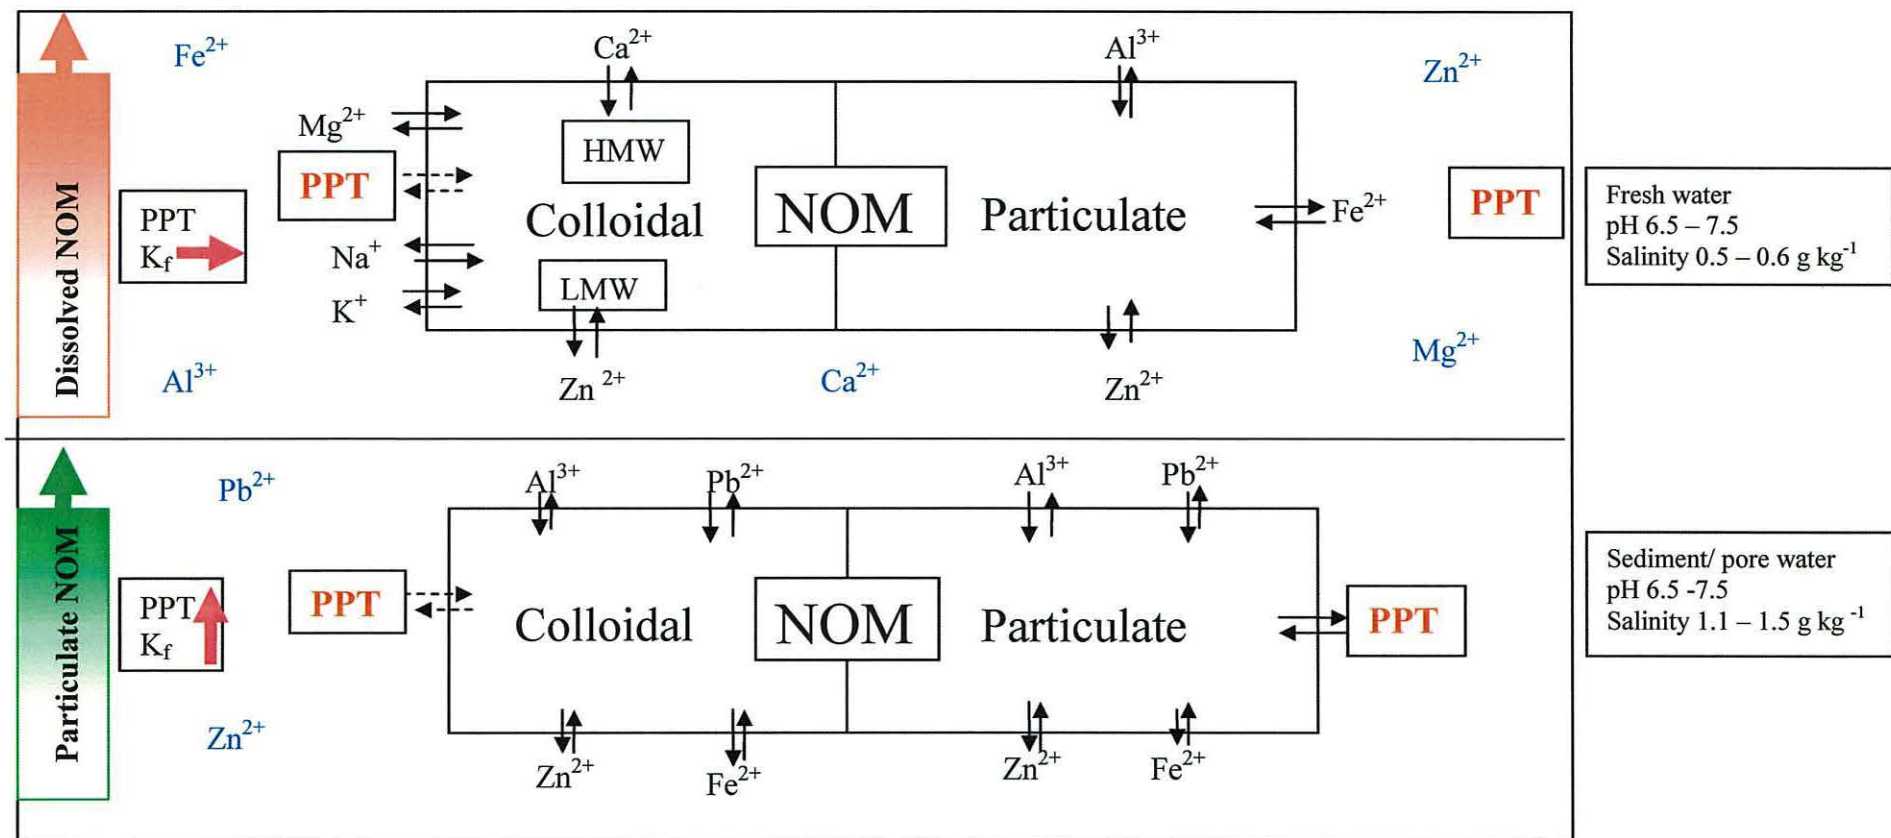 Fe²⁺
Ca²⁺
Al³⁺
Zn²⁺
Mg²⁺
HMW
PPT
Dissolved NOM
PPT
K_f
Colloidal
NOM
Particulate
Fe²⁺
PPT
Fresh water
pH 6.5 – 7.5
Salinity 0.5 – 0.6 g kg⁻¹
Na⁺
LMW
K⁺
Mg²⁺
Al³⁺
Zn ²⁺
Ca²⁺
Zn²⁺
Pb²⁺
Al³⁺
Pb²⁺
Al³⁺
Pb²⁺
Particulate NOM
PPT
K_f
PPT
Colloidal
NOM
Particulate
PPT
Sediment/ pore water
pH 6.5 -7.5
Salinity 1.1 – 1.5 g kg ⁻¹
Zn²⁺
Zn²⁺
Fe²⁺
Zn²⁺
Fe²⁺